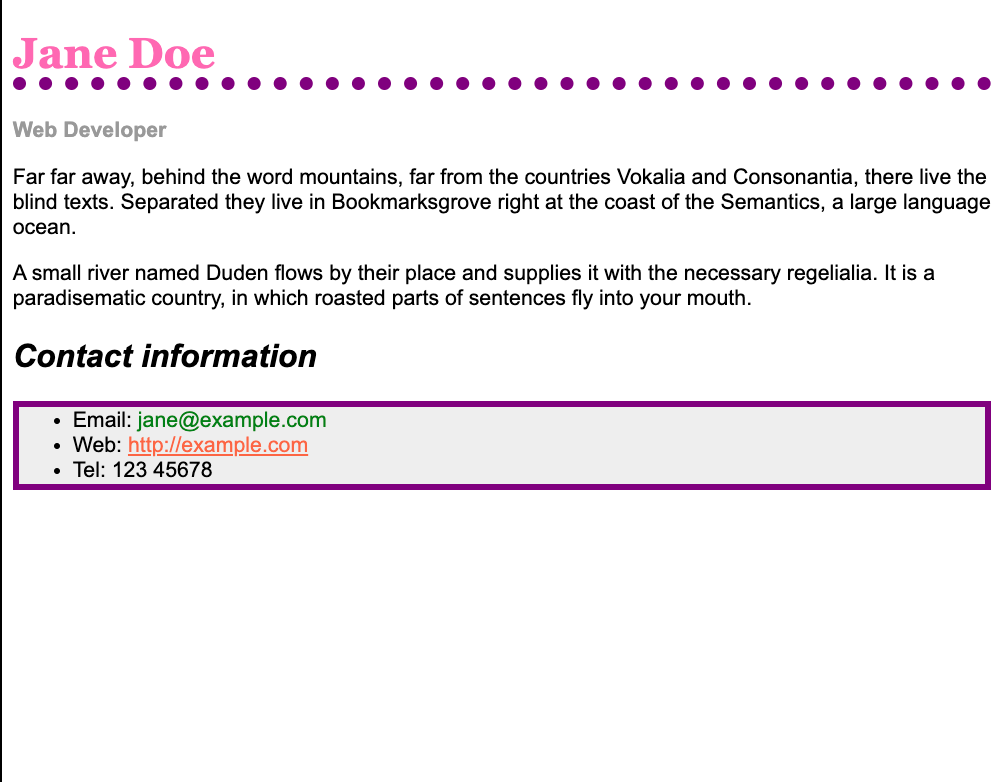 Jane Doe
Web Developer
Far far away, behind the word mountains, far from the countries Vokalia and Consonantia, there live the
blind texts. Separated they live in Bookmarksgrove right at the coast of the Semantics, a large language
ocean.
A small river named Duden flows by their place and supplies it with the necessary regelialia. It is a
paradisematic country, in which roasted parts of sentences fly into your mouth.
Contact information
• Email: jane@example.com
• Web: http://example.com
• Tel: 123 45678